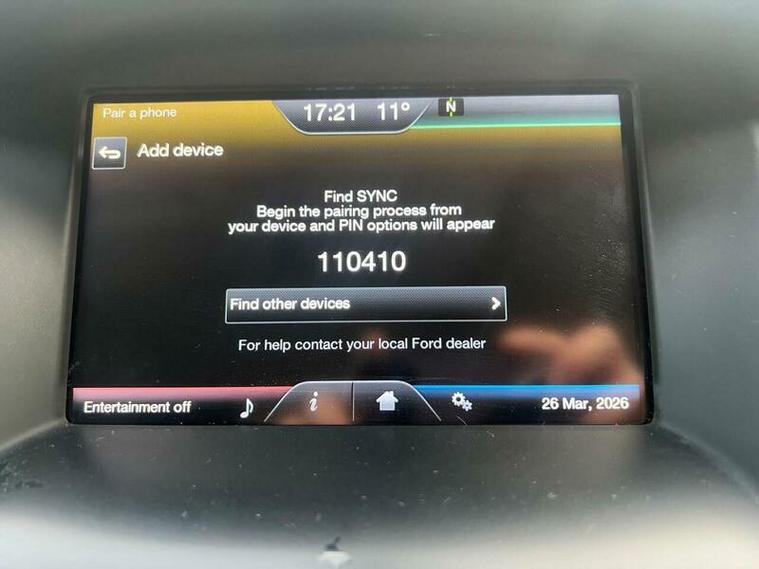 Pair a phone
17:21 11° N
Add device
Find SYNC
Begin the pairing process from
your device and PIN options will appear
110410
Find other devices
For help contact your local Ford dealer
Entertainment off
i
26 Mar, 2026